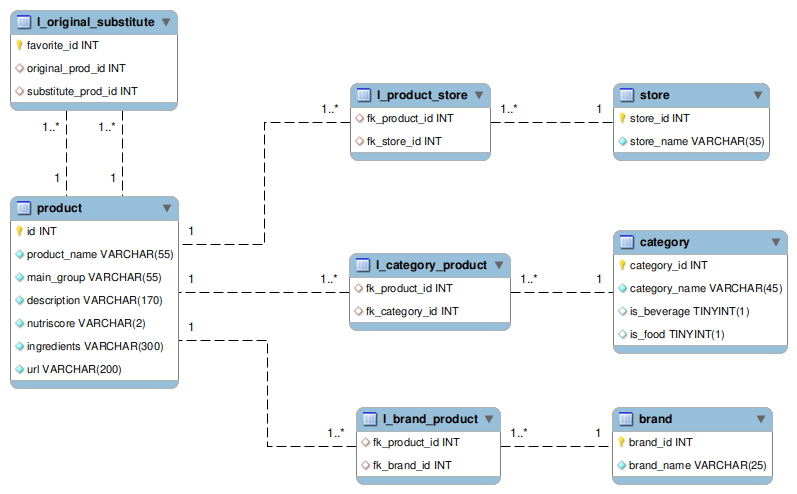 l_original_substitute
favorite_id INT
original_prod_id INT
substitute_prod_id INT
1..*
1..*
1
1
product
id INT
product_name VARCHAR(55)
main_group VARCHAR(55)
description VARCHAR(170)
nutriscore VARCHAR(2)
ingredients VARCHAR(300)
url VARCHAR(200)
1
1..*
l_product_store
fk_product_id INT
fk_store_id INT
1..*
1
store
store_id INT
store_name VARCHAR(35)
1
1..*
l_category_product
fk_product_id INT
fk_category_id INT
1..*
1
category
category_id INT
category_name VARCHAR(45)
is_beverage TINYINT(1)
is_food TINYINT(1)
1
1..*
l_brand_product
fk_product_id INT
fk_brand_id INT
1..*
1
brand
brand_id INT
brand_name VARCHAR(25)